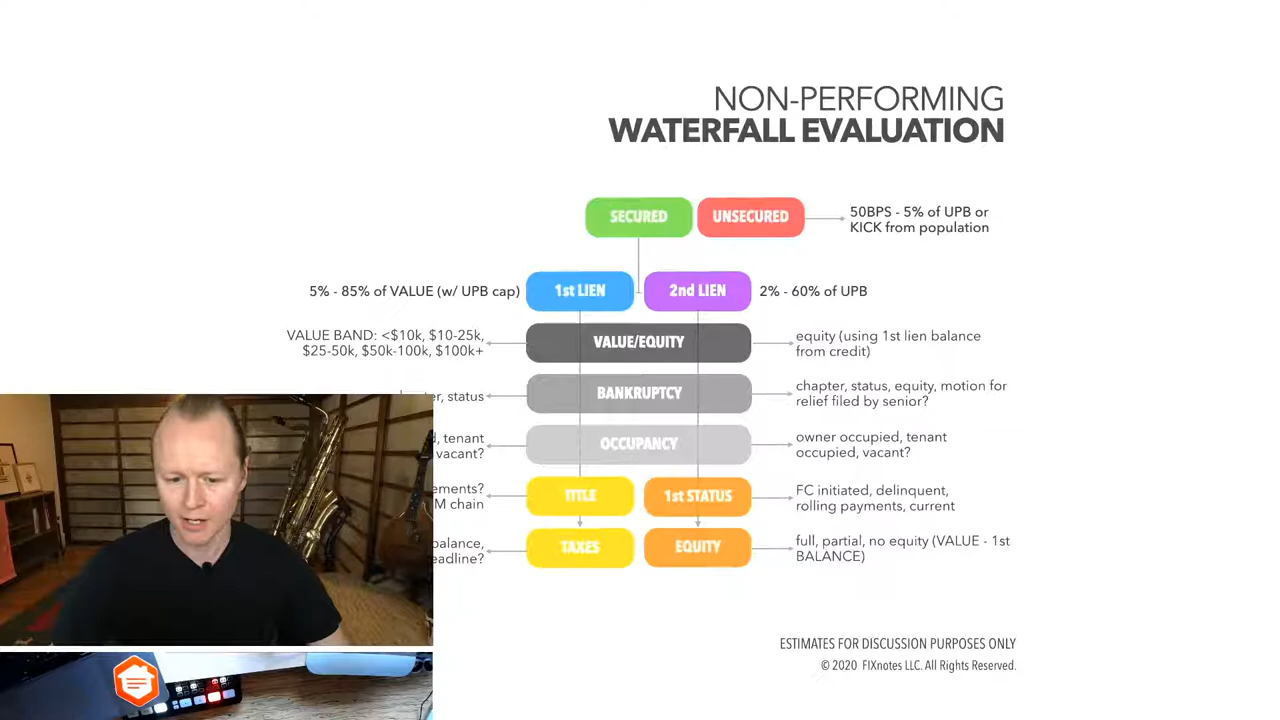 NON-PERFORMING
WATERFALL EVALUATION
SECURED
UNSECURED
50BPS - 5% of UPB or
KICK from population
5% - 85% of VALUE (w/ UPB cap)
1st LIEN
2nd LIEN
2% - 60% of UPB
VALUE BAND: <$10k, $10-25k,
$25-50k, $50k-100k, $100k+
VALUE/EQUITY
equity (using 1st lien balance
from credit)
status
BANKRUPTCY
chapter, status, equity, motion for
relief filed by senior?
tenant
vacant?
OCCUPANCY
owner occupied, tenant
occupied, vacant?
chain
TITLE
1st STATUS
FC initiated, delinquent,
rolling payments, current
balance,
TAXES
EQUITY
full, partial, no equity (VALUE - 1st
BALANCE)
ESTIMATES FOR DISCUSSION PURPOSES ONLY
© 2020 FIXnotes LLC. All Rights Reserved.